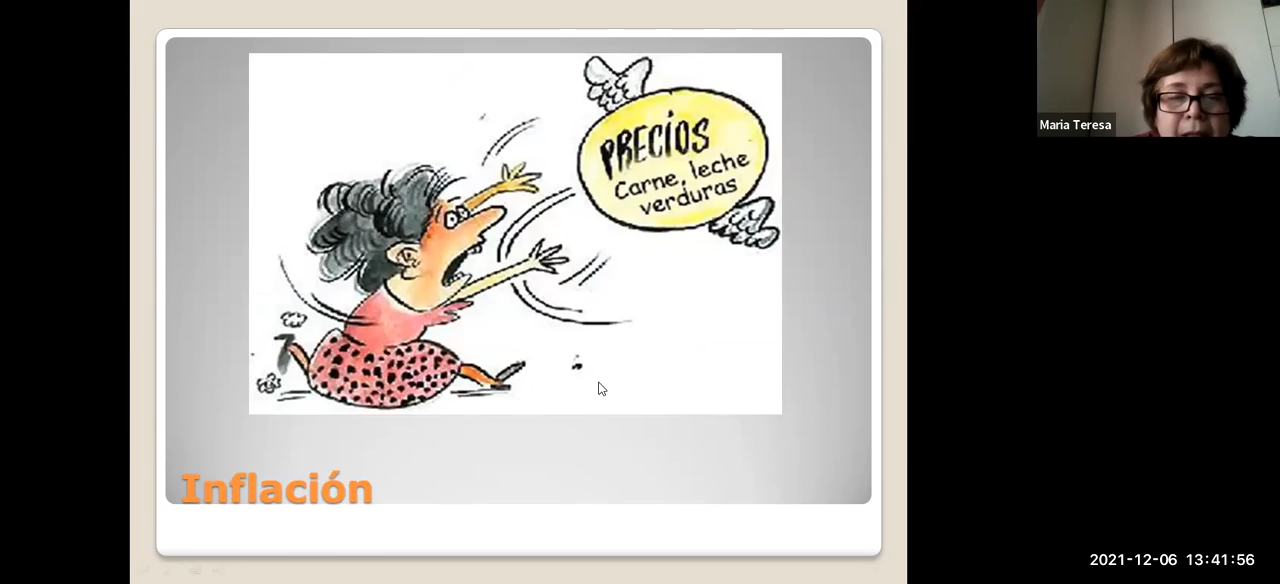 PRECIOS
Carne, leche
verduras
Inflación
Maria Teresa
2021-12-06 13:41:56